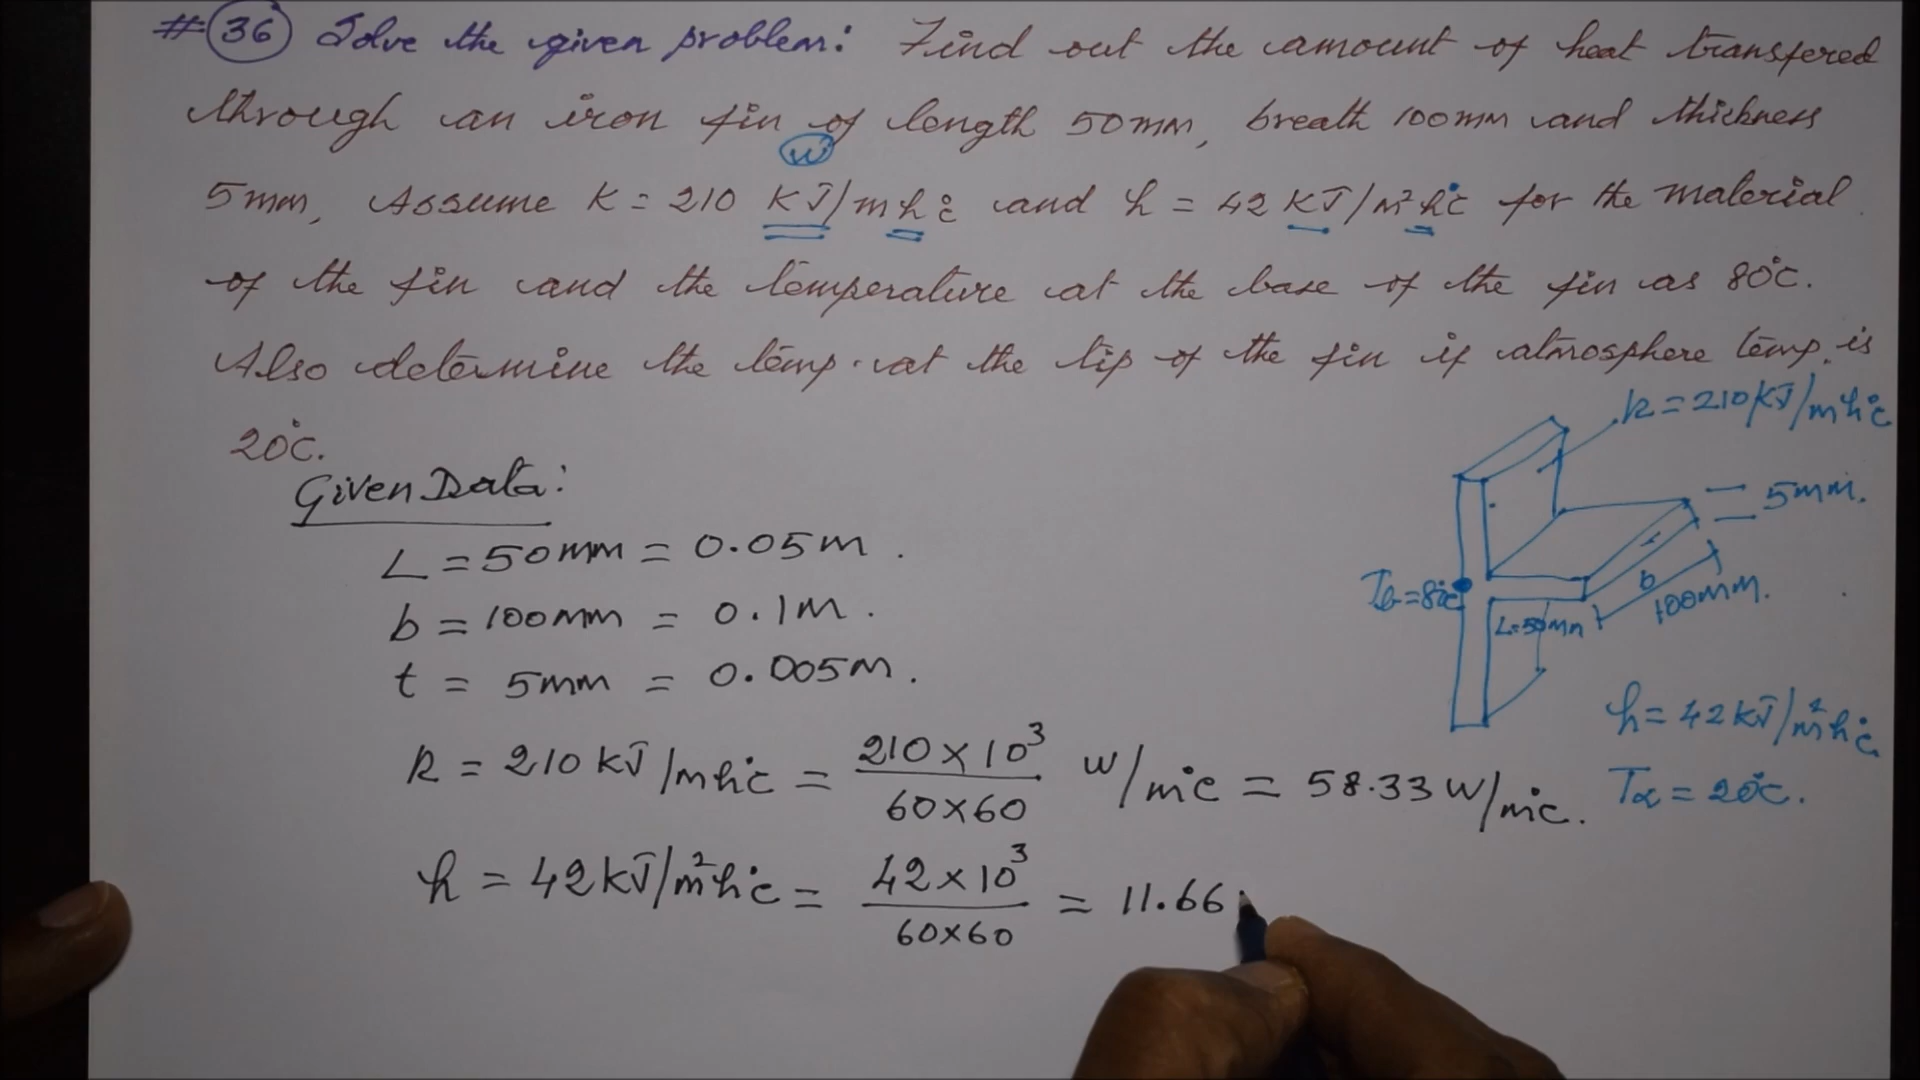 #36 Solve the given problem: Find out the amount of heat transfered
through an iron fin of length 50mm, breath 100mm and thickness
W
5mm, Assume K = 210 KJ/mh°c and h = 42 KJ/m²h°c for the material
of the fin and the temperature at the base of the fin as 80°c.
Also determine the temp. at the tip of the fin if atmosphere temp. is
20°c.
k = 210 KJ/mh°c
Given Data:
5mm.
L = 50mm = 0.05m.
Tb = 80°c
b
100mm.
L=50mm
b = 100mm = 0.1m.
t = 5mm = 0.005m.
h = 42 kJ/m²h°c
k = 210 kJ/mh°c = 210×10³/60×60 W/m°c = 58.33 W/m°c.
T∝ = 20°c.
h = 42 kJ/m²h°c = 42×10³/60×60 = 11.66